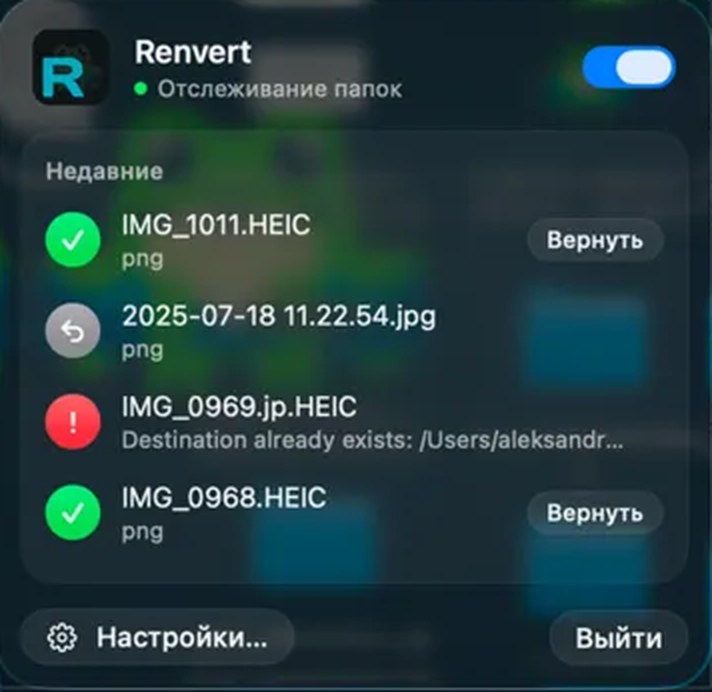 R
Renvert
Отслеживание папок
Недавние
IMG_1011.HEIC
png
Вернуть
2025-07-18 11.22.54.jpg
png
IMG_0969.jp.HEIC
Destination already exists: /Users/aleksandr...
IMG_0968.HEIC
png
Вернуть
Настройки...
Выйти